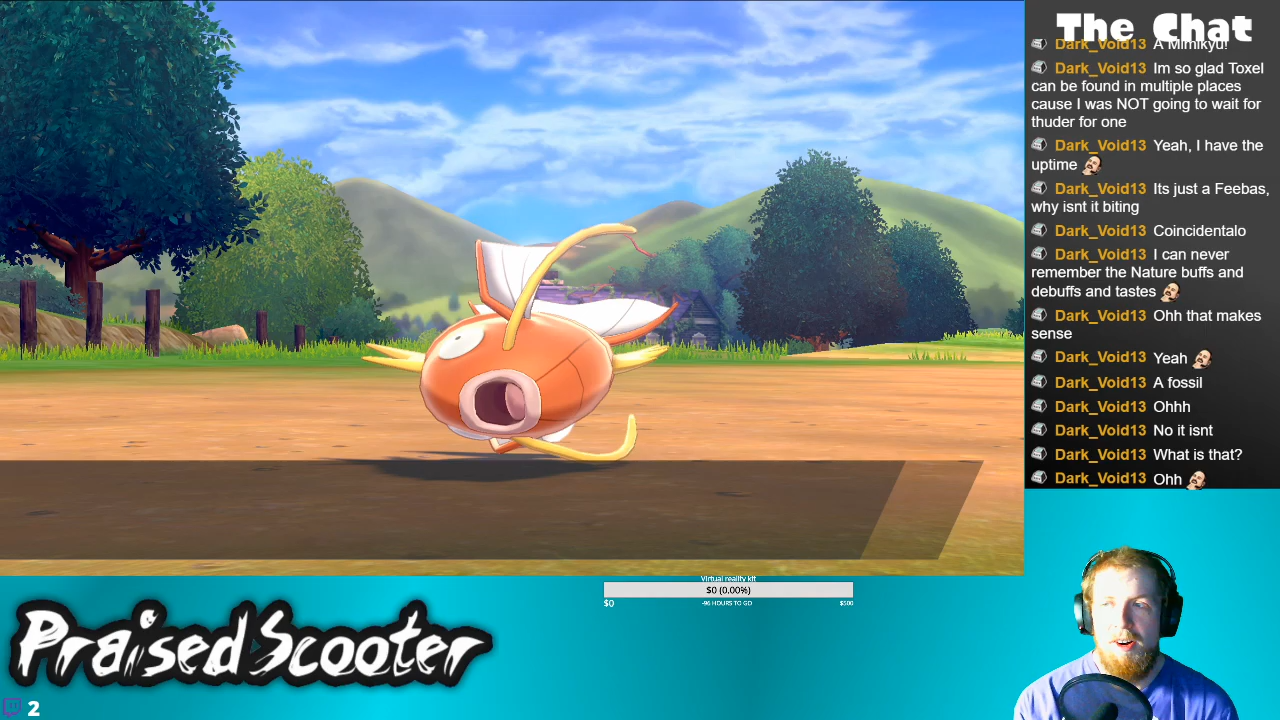 The Chat
Dark_Void13 A Mimikyu!
Dark_Void13 Im so glad Toxel
can be found in multiple places
cause I was NOT going to wait for
thuder for one
Dark_Void13 Yeah, I have the
uptime
Dark_Void13 Its just a Feebas,
why isnt it biting
Dark_Void13 Coincidentalo
Dark_Void13 I can never
remember the Nature buffs and
debuffs and tastes
Dark_Void13 Ohh that makes
sense
Dark_Void13 Yeah
Dark_Void13 A fossil
Dark_Void13 Ohhh
Dark_Void13 No it isnt
Dark_Void13 What is that?
Dark_Void13 Ohh
Virtual reality kit
$0 (0.00%)
$0 -96 HOURS TO GO $500
PraisedScooter
2